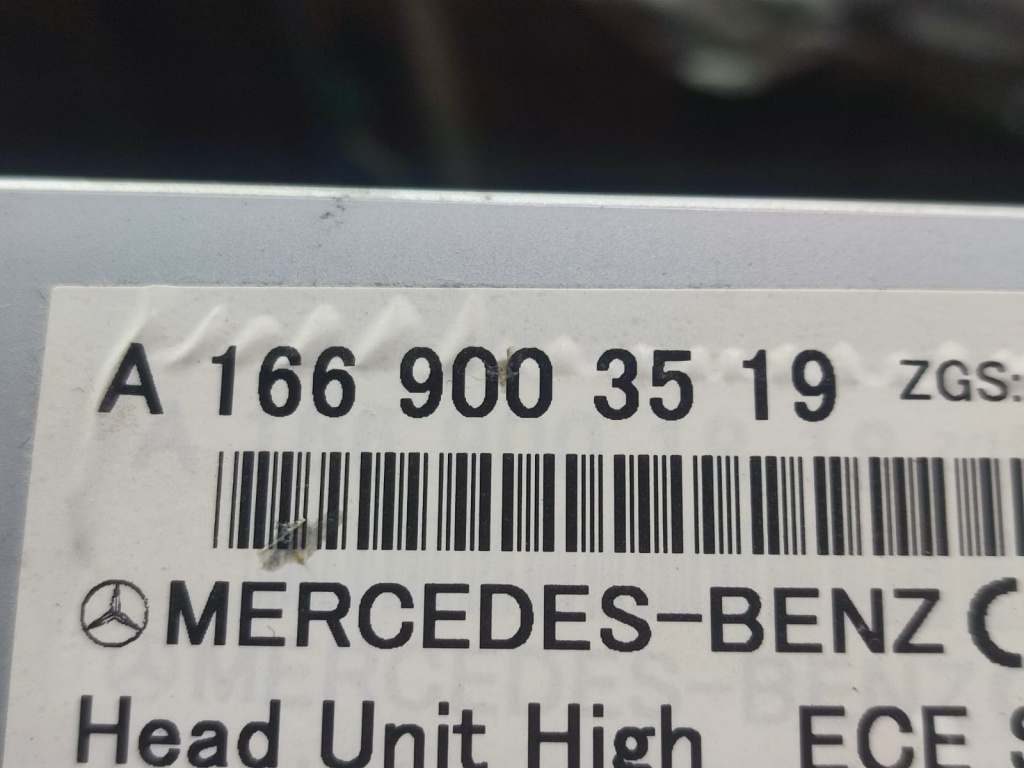 A 166 900 35 19 ZGS:
MERCEDES-BENZ
Head Unit High ECE